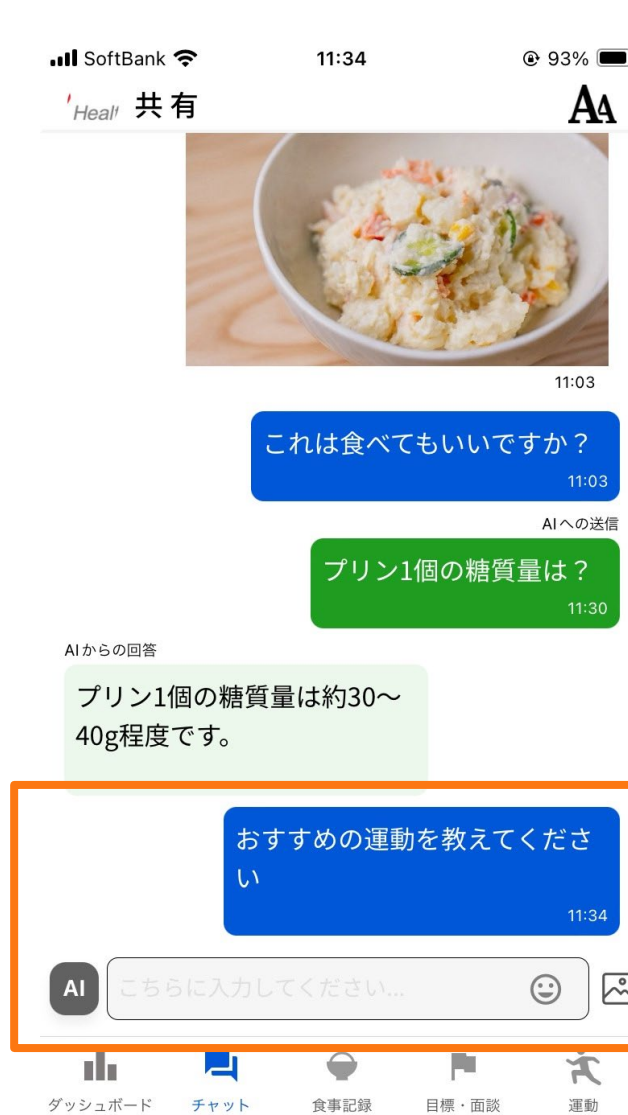 SoftBank 11:34 93%
Heal 共有 AA
11:03
これは食べてもいいですか？
11:03
AIへの送信
プリン1個の糖質量は？
11:30
AIからの回答
プリン1個の糖質量は約30〜
40g程度です。
おすすめの運動を教えてくださ
い
11:34
AI こちらに入力してください...
ダッシュボード チャット 食事記録 目標・面談 運動